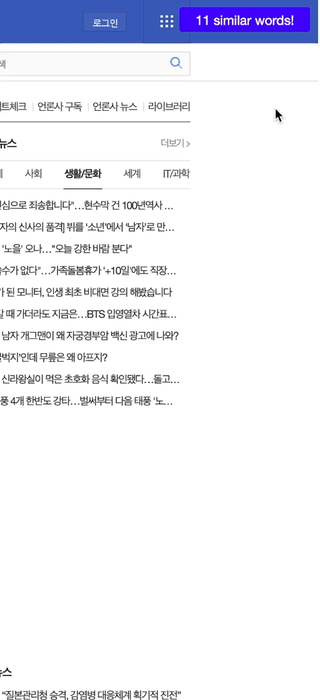 로그인
11 similar words!
색
트체크 언론사 구독 언론사 뉴스 라이브러리
뉴스 더보기 >
사회 생활/문화 세계 IT/과학
심으로 죄송합니다"…현수막 건 100년역사 …
자의 신사의 품격] 뷔를 '소년'에서 '남자'로 만…
'노을' 오나…"오늘 강한 바람 분다"
수가 없다"…가족돌봄휴가 '+10일'에도 직장…
가 된 모니터, 인생 최초 비대면 강의 해봤습니다
갈 때 가더라도 지금은…BTS 입영열차 시간표…
남자 개그맨이 왜 자궁경부암 백신 광고에 나와?
벅지'인데 무릎은 왜 아프지?
신라왕실이 먹은 초호화 음식 확인됐다…돌고…
풍 4개 한반도 강타…벌써부터 다음 태풍 '노…
뉴스
"질본관리청 승격, 감염병 대응체계 획기적 진전"